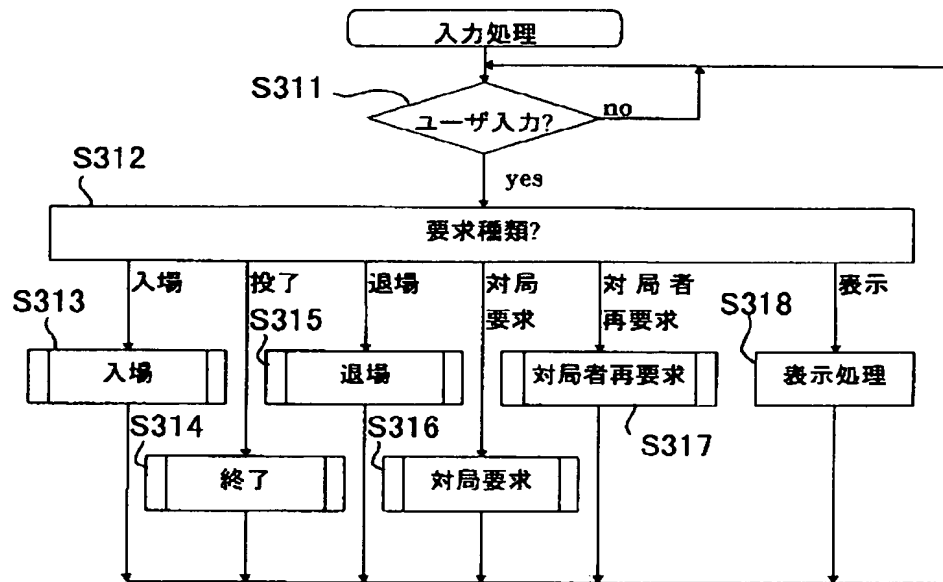 入力処理
S311
ユーザ入力?
no
yes
S312
要求種類?
入場
投了
退場
対局
要求
対局者
再要求
表示
S313
入場
S314
終了
S315
退場
S316
対局要求
対局者再要求
S317
S318
表示処理